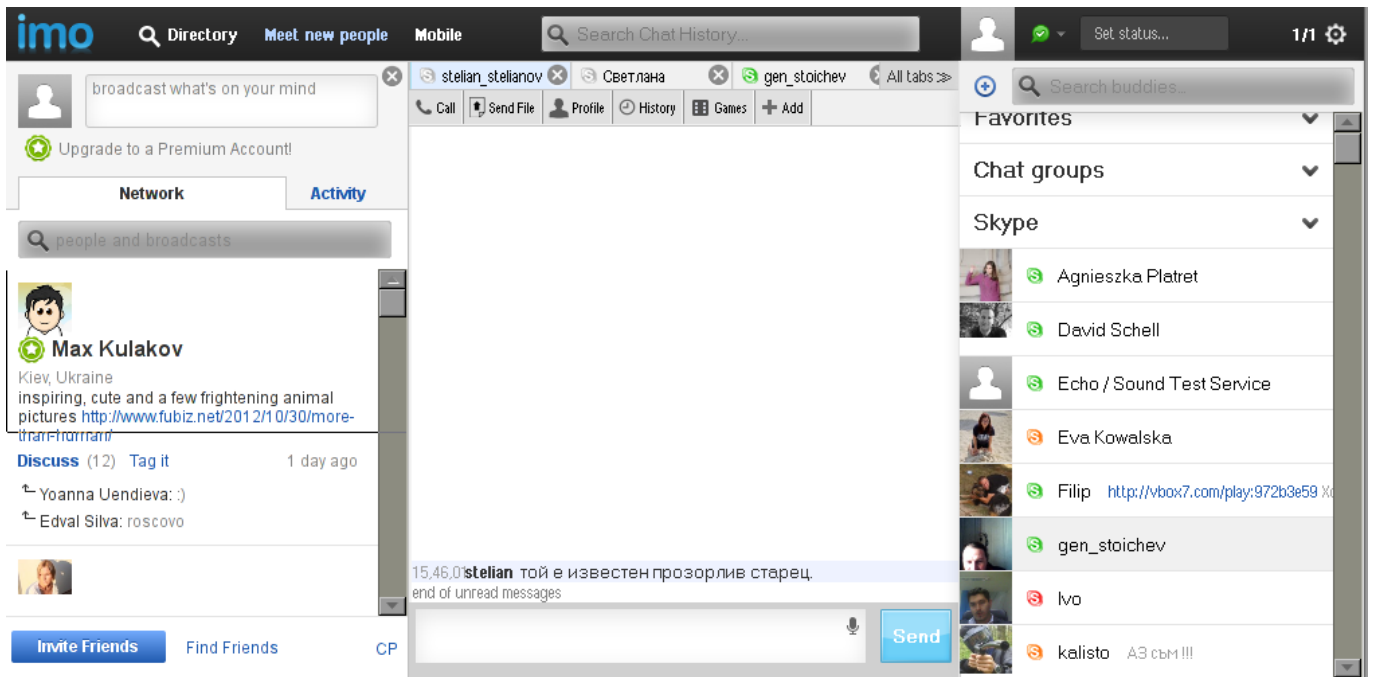 imo Directory Meet new people Mobile Search Chat History... Set status... 1/1
broadcast what's on your mind
Upgrade to a Premium Account!
Network Activity
people and broadcasts
Max Kulakov
Kiev, Ukraine
inspiring, cute and a few frightening animal
pictures http://www.fubiz.net/2012/10/30/more-
than-human/
Discuss (12) Tag it 1 day ago
Yoanna Uendieva: :)
Edval Silva: roscovo
Invite Friends Find Friends CP
stelian_stelianov Светлана gen_stoichev All tabs
Call Send File Profile History Games Add
15,46,01 stelian той е известен прозорлив старец.
end of unread messages
Send
Search buddies..
Favorites
Chat groups
Skype
Agnieszka Platret
David Schell
Echo / Sound Test Service
Eva Kowalska
Filip http://vbox7.com/play:972b3e59
gen_stoichev
Ivo
kalisto АЗ съм !!!